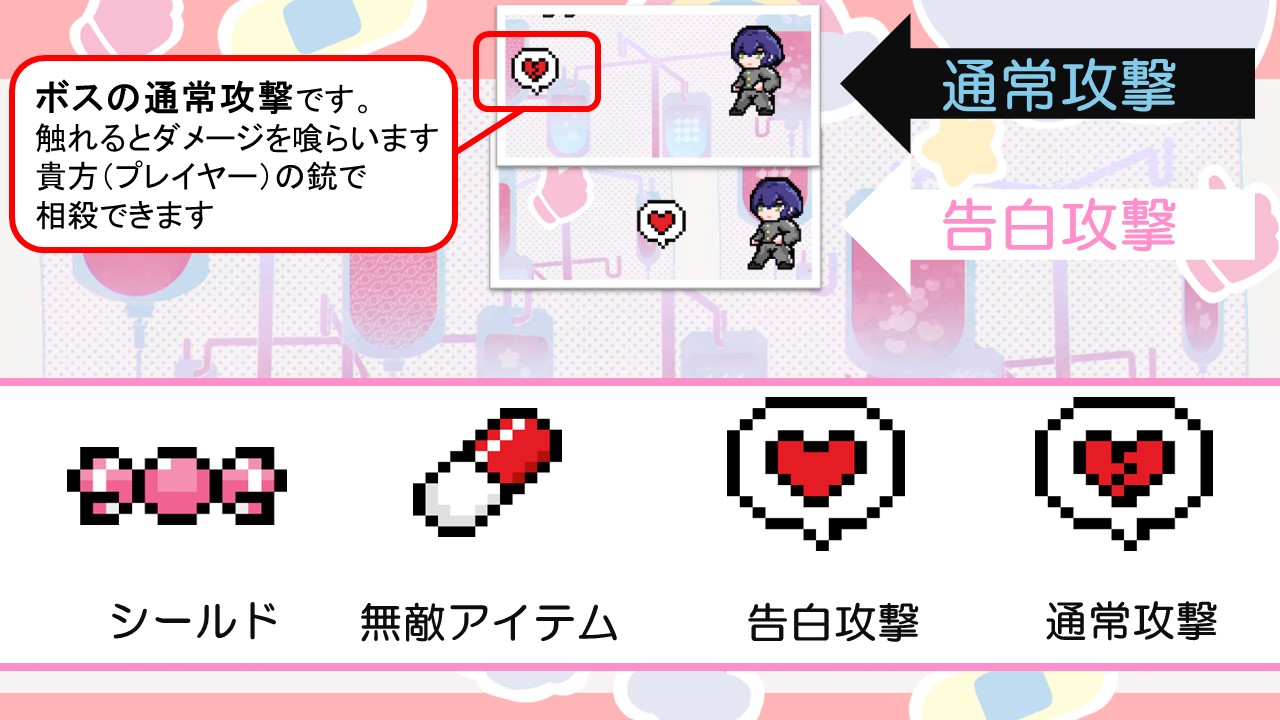 ボスの通常攻撃です。
触れるとダメージを喰らいます
貴方(プレイヤー)の銃で
相殺できます
通常攻撃
告白攻撃
シールド
無敵アイテム
告白攻撃
通常攻撃